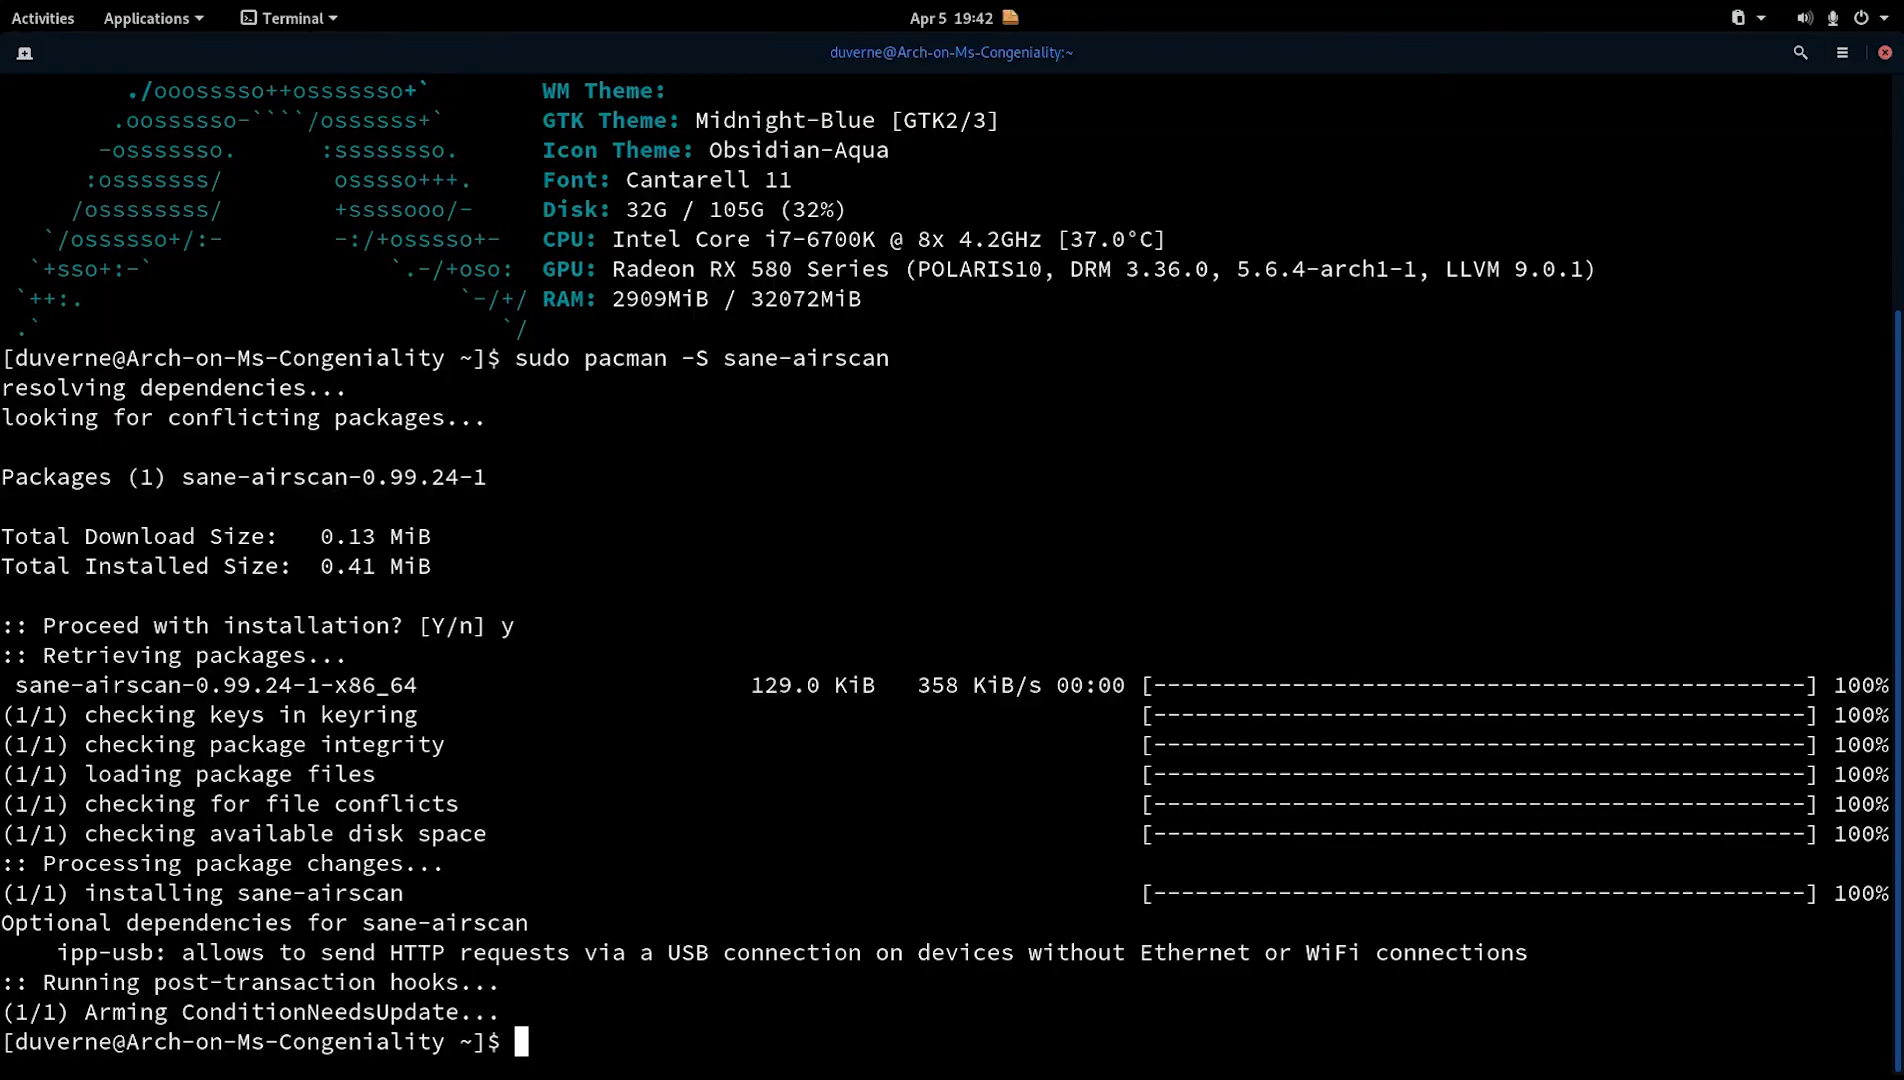 Activities Applications Terminal Apr 5 19:42
duverne@Arch-on-Ms-Congeniality:~
./ooosssso++osssssso+` WM Theme:
.oossssso-````/ossssss+` GTK Theme: Midnight-Blue [GTK2/3]
-osssssso. :ssssssso. Icon Theme: Obsidian-Aqua
:osssssss/ osssso+++. Font: Cantarell 11
/ossssssss/ +ssssooo/- Disk: 32G / 105G (32%)
`/ossssso+/:- -:/+osssso+- CPU: Intel Core i7-6700K @ 8x 4.2GHz [37.0°C]
`+sso+:-` `.-/+oso: GPU: Radeon RX 580 Series (POLARIS10, DRM 3.36.0, 5.6.4-arch1-1, LLVM 9.0.1)
`++:. `-/+/ RAM: 2909MiB / 32072MiB
.` `/
[duverne@Arch-on-Ms-Congeniality ~]$ sudo pacman -S sane-airscan
resolving dependencies...
looking for conflicting packages...
Packages (1) sane-airscan-0.99.24-1
Total Download Size: 0.13 MiB
Total Installed Size: 0.41 MiB
:: Proceed with installation? [Y/n] y
:: Retrieving packages...
sane-airscan-0.99.24-1-x86_64 129.0 KiB 358 KiB/s 00:00 [-----------------------------------------------] 100%
(1/1) checking keys in keyring [-----------------------------------------------] 100%
(1/1) checking package integrity [-----------------------------------------------] 100%
(1/1) loading package files [-----------------------------------------------] 100%
(1/1) checking for file conflicts [-----------------------------------------------] 100%
(1/1) checking available disk space [-----------------------------------------------] 100%
:: Processing package changes...
(1/1) installing sane-airscan [-----------------------------------------------] 100%
Optional dependencies for sane-airscan
ipp-usb: allows to send HTTP requests via a USB connection on devices without Ethernet or WiFi connections
:: Running post-transaction hooks...
(1/1) Arming ConditionNeedsUpdate...
[duverne@Arch-on-Ms-Congeniality ~]$